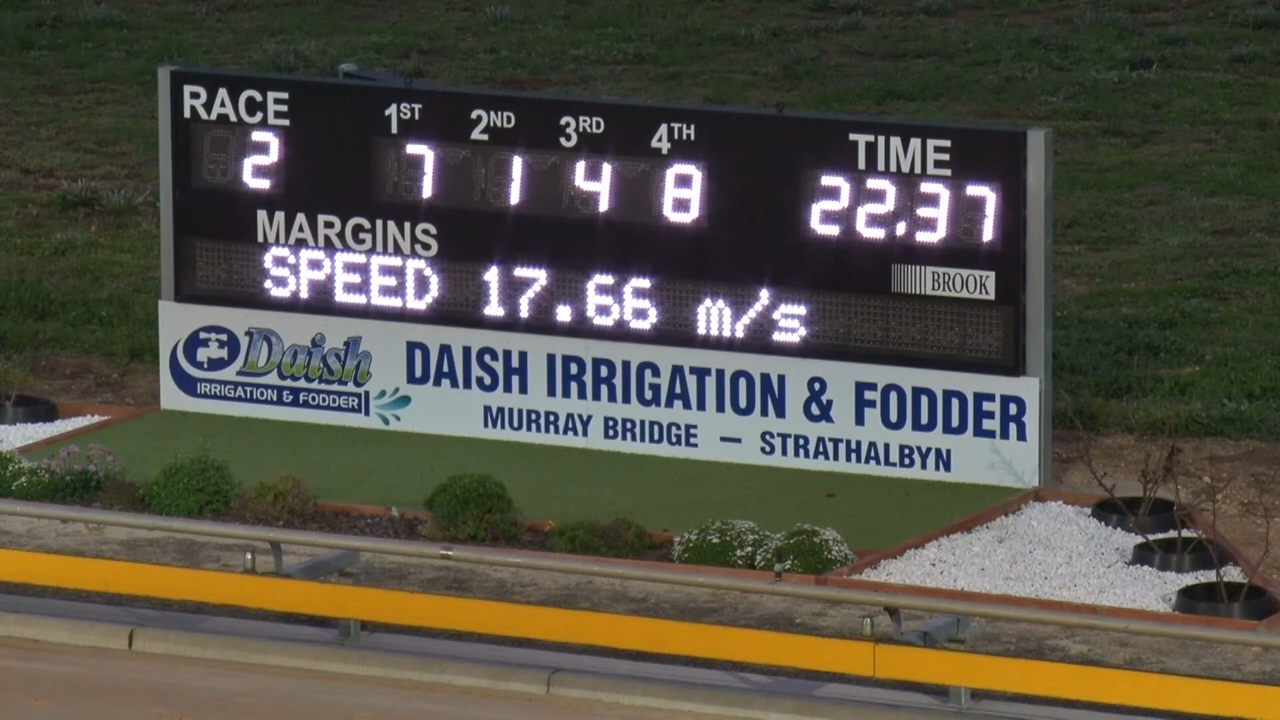 RACE 1ST 2ND 3RD 4TH TIME
2 7 1 4 8 22.37
MARGINS
BROOK
SPEED 17.66 m/s
Daish
IRRIGATION & FODDER
DAISH IRRIGATION & FODDER
MURRAY BRIDGE — STRATHALBYN